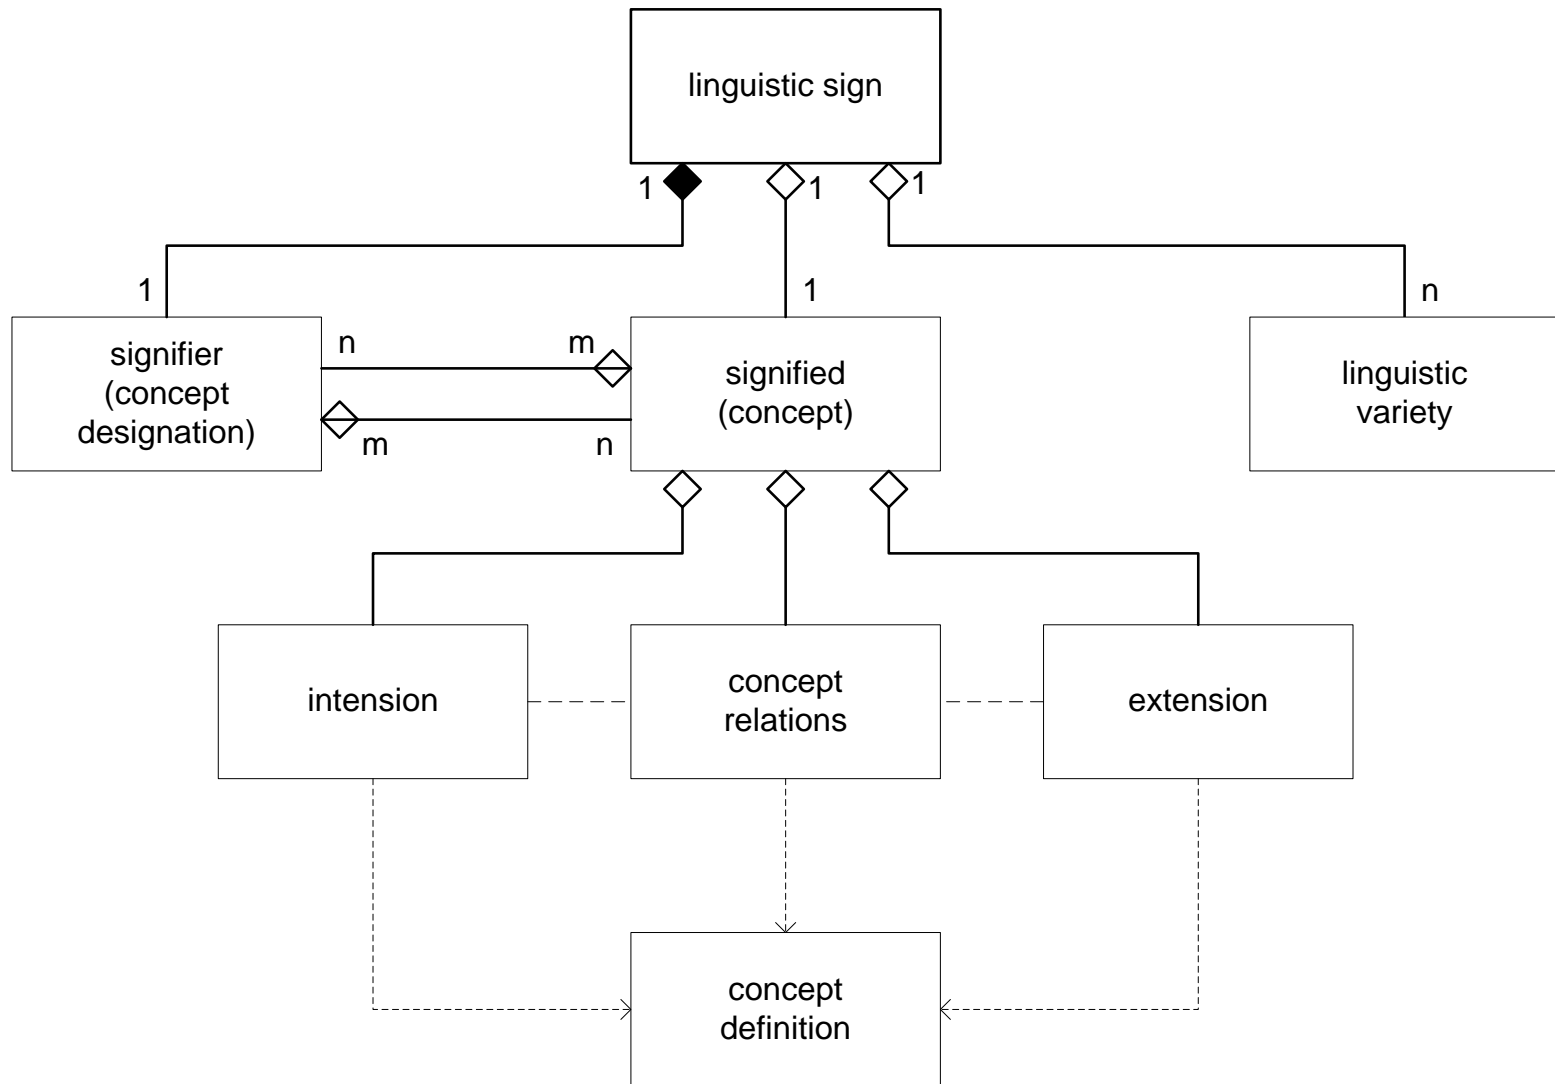 linguistic sign
1
1
1
1
1
n
signifier
(concept
designation)
n
m
m
n
signified
(concept)
linguistic
variety
intension
concept
relations
extension
concept
definition